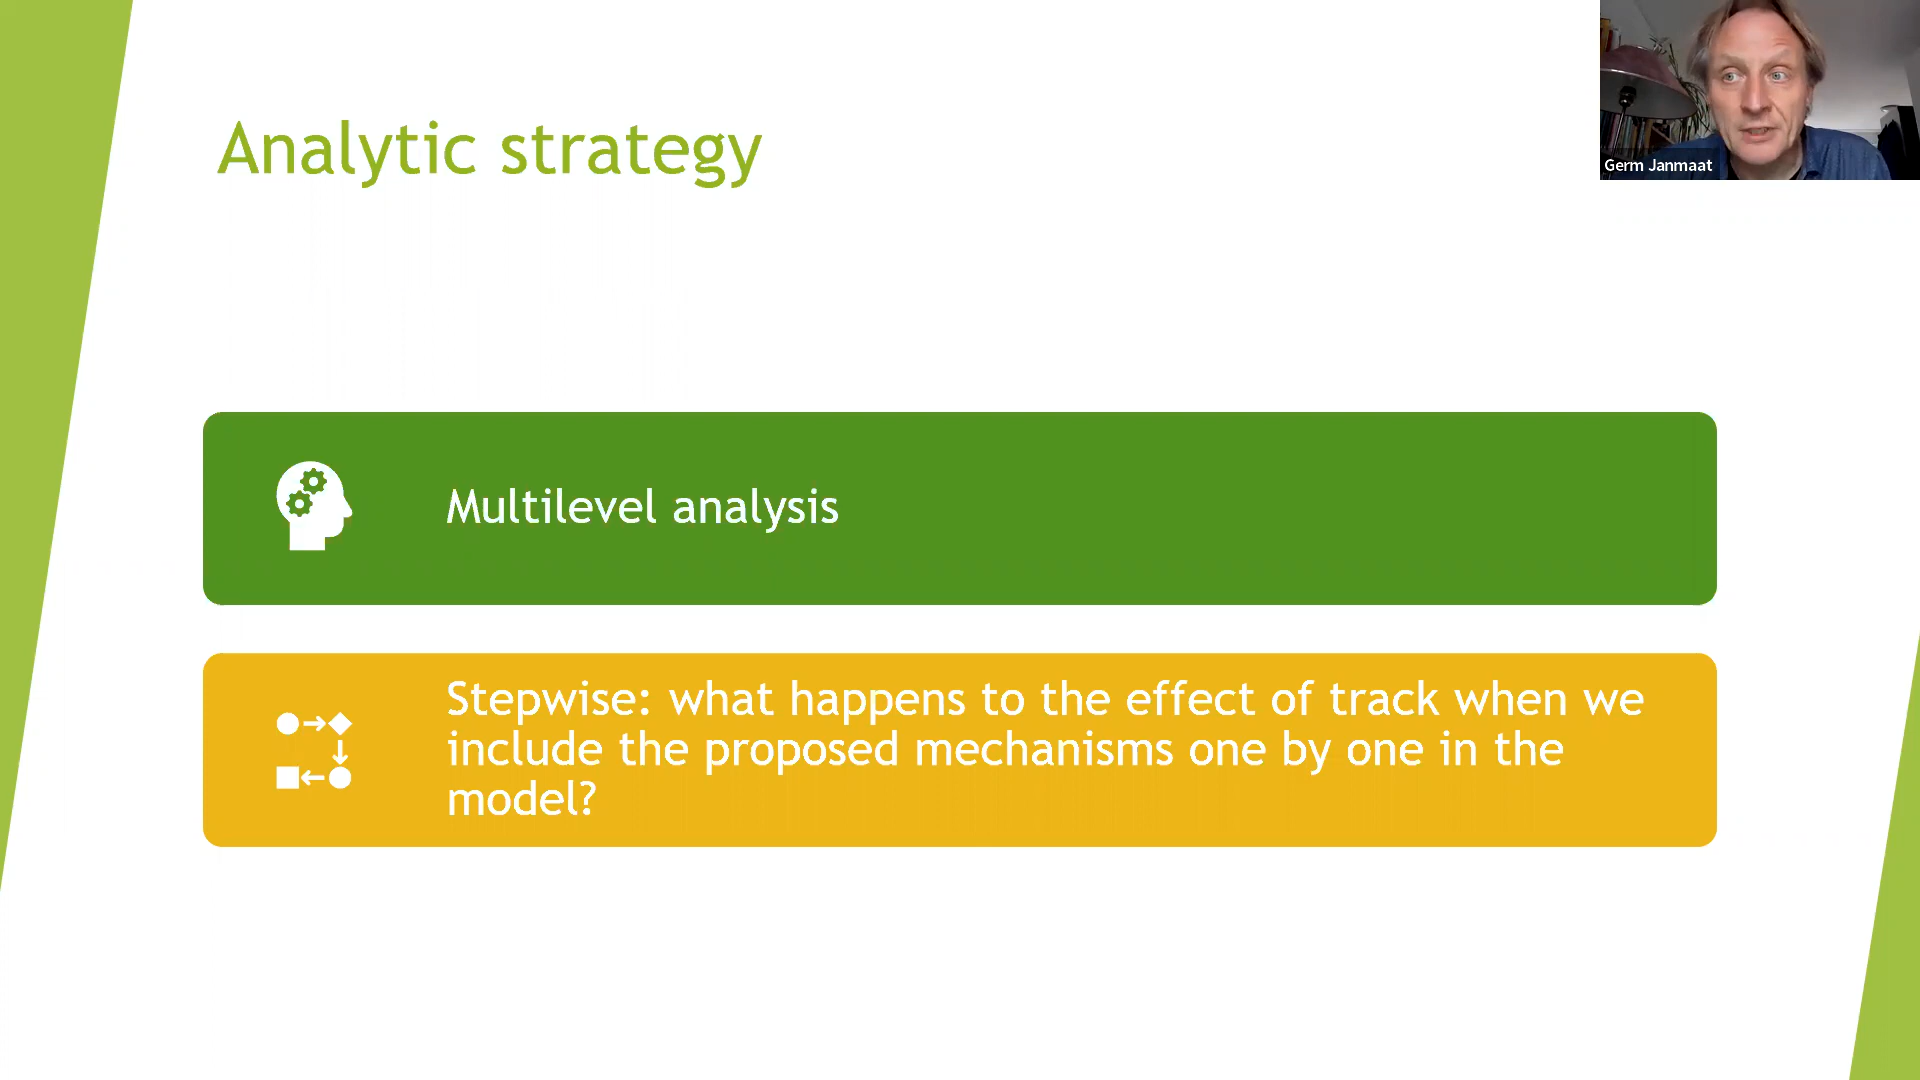 Analytic strategy
Germ Janmaat
Multilevel analysis
Stepwise: what happens to the effect of track when we
include the proposed mechanisms one by one in the
model?